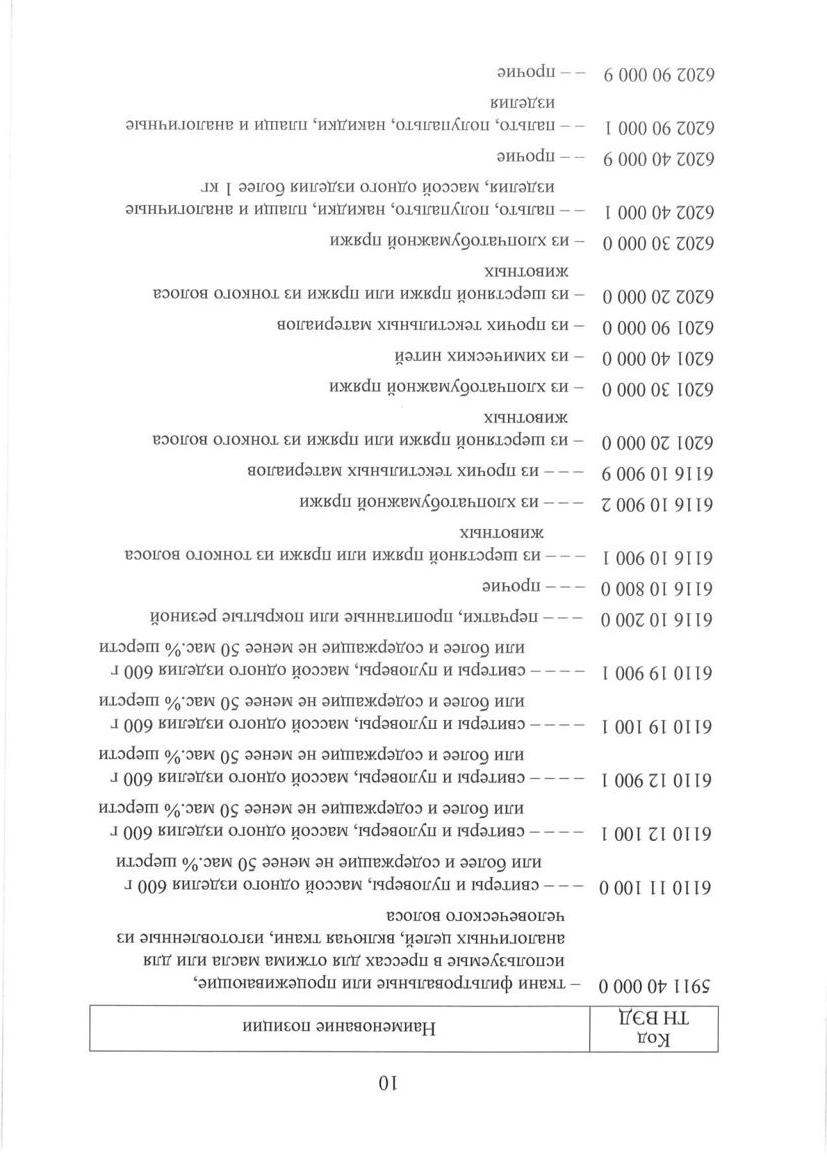 10
Код
ТН ВЭД
Наименование позиции
5911 40 000 0 – ткани фильтровальные или процеживающие,
используемые в прессах для отжима масла или для
аналогичных целей, включая ткани, изготовленные из
человеческого волоса
6110 11 100 0 – – – свитеры и пуловеры, массой одного изделия 600 г
или более и содержащие не менее 50 мас.% шерсти
6110 12 100 1 – – – – свитеры и пуловеры, массой одного изделия 600 г
или более и содержащие не менее 50 мас.% шерсти
6110 12 900 1 – – – – свитеры и пуловеры, массой одного изделия 600 г
или более и содержащие не менее 50 мас.% шерсти
6110 19 100 1 – – – – свитеры и пуловеры, массой одного изделия 600 г
или более и содержащие не менее 50 мас.% шерсти
6110 19 900 1 – – – – свитеры и пуловеры, массой одного изделия 600 г
или более и содержащие не менее 50 мас.% шерсти
6116 10 200 0 – – – перчатки, пропитанные или покрытые резиной
6116 10 800 0 – – – прочие
6116 10 900 1 – – – из шерстяной пряжи или пряжи из тонкого волоса
животных
6116 10 900 2 – – – из хлопчатобумажной пряжи
6116 10 900 9 – – – из прочих текстильных материалов
6201 20 000 0 – из шерстяной пряжи или пряжи из тонкого волоса
животных
6201 30 000 0 – из хлопчатобумажной пряжи
6201 40 000 0 – из химических нитей
6201 90 000 0 – из прочих текстильных материалов
6202 20 000 0 – из шерстяной пряжи или пряжи из тонкого волоса
животных
6202 30 000 0 – из хлопчатобумажной пряжи
6202 40 000 1 – – пальто, полупальто, накидки, плащи и аналогичные
изделия, массой одного изделия более 1 кг
6202 40 000 9 – – прочие
6202 90 000 1 – – пальто, полупальто, накидки, плащи и аналогичные
изделия
6202 90 000 9 – – прочие